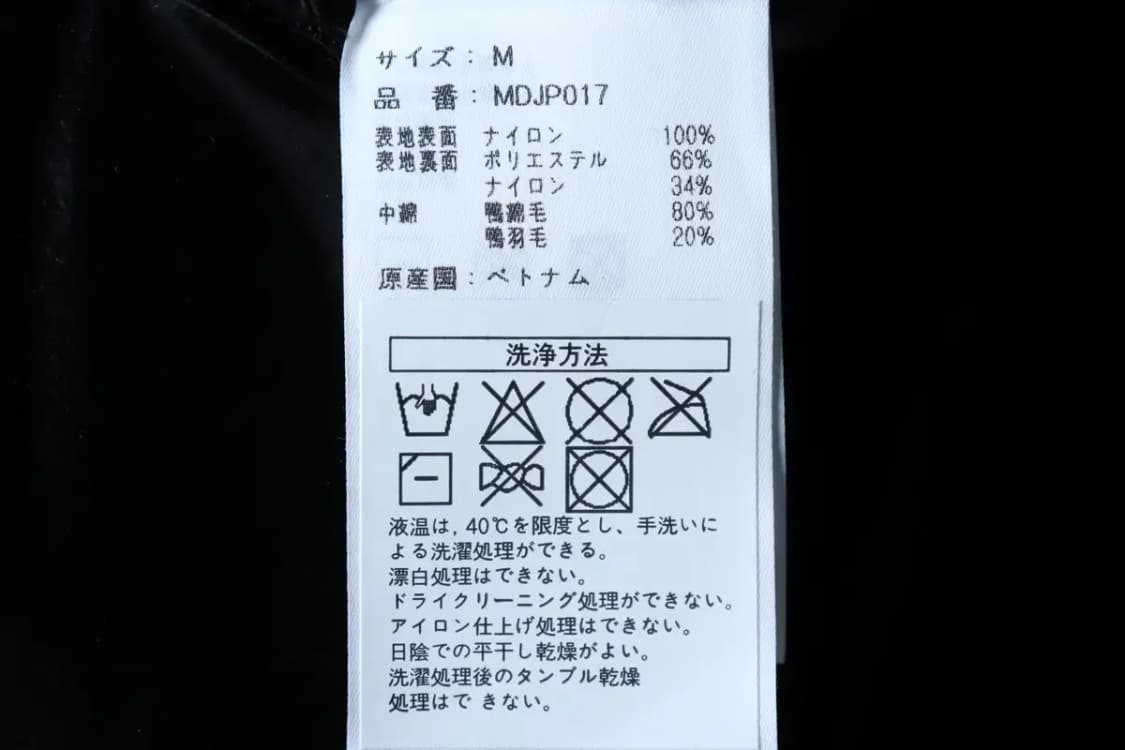 サイズ: M
品 番: MDJP017
表地表面 ナイロン 100%
表地裏面 ポリエステル 66%
ナイロン 34%
中綿 鴨綿毛 80%
鴨羽毛 20%
原産国: ベトナム
洗浄方法
液温は, 40℃を限度とし、手洗いに
よる洗濯処理ができる。
漂白処理はできない。
ドライクリーニング処理ができない。
アイロン仕上げ処理はできない。
日陰での平干し乾燥がよい。
洗濯処理後のタンブル乾燥
処理はで きない。